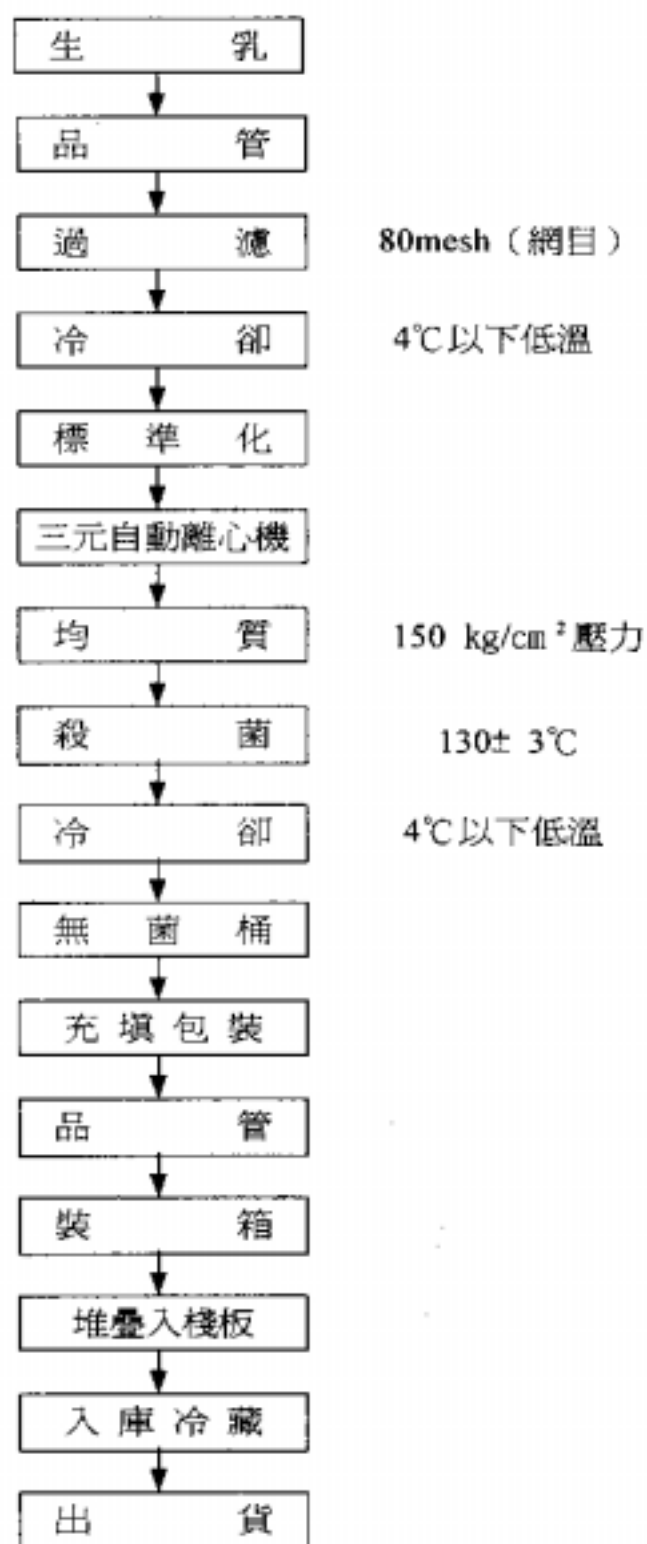 生乳
品管
過濾 80mesh（網目）
冷卻 4℃以下低溫
標準化
三元自動離心機
均質 150 kg/cm²壓力
殺菌 130± 3℃
冷卻 4℃以下低溫
無菌桶
充填包裝
品管
裝箱
堆疊入棧板
入庫冷藏
出貨